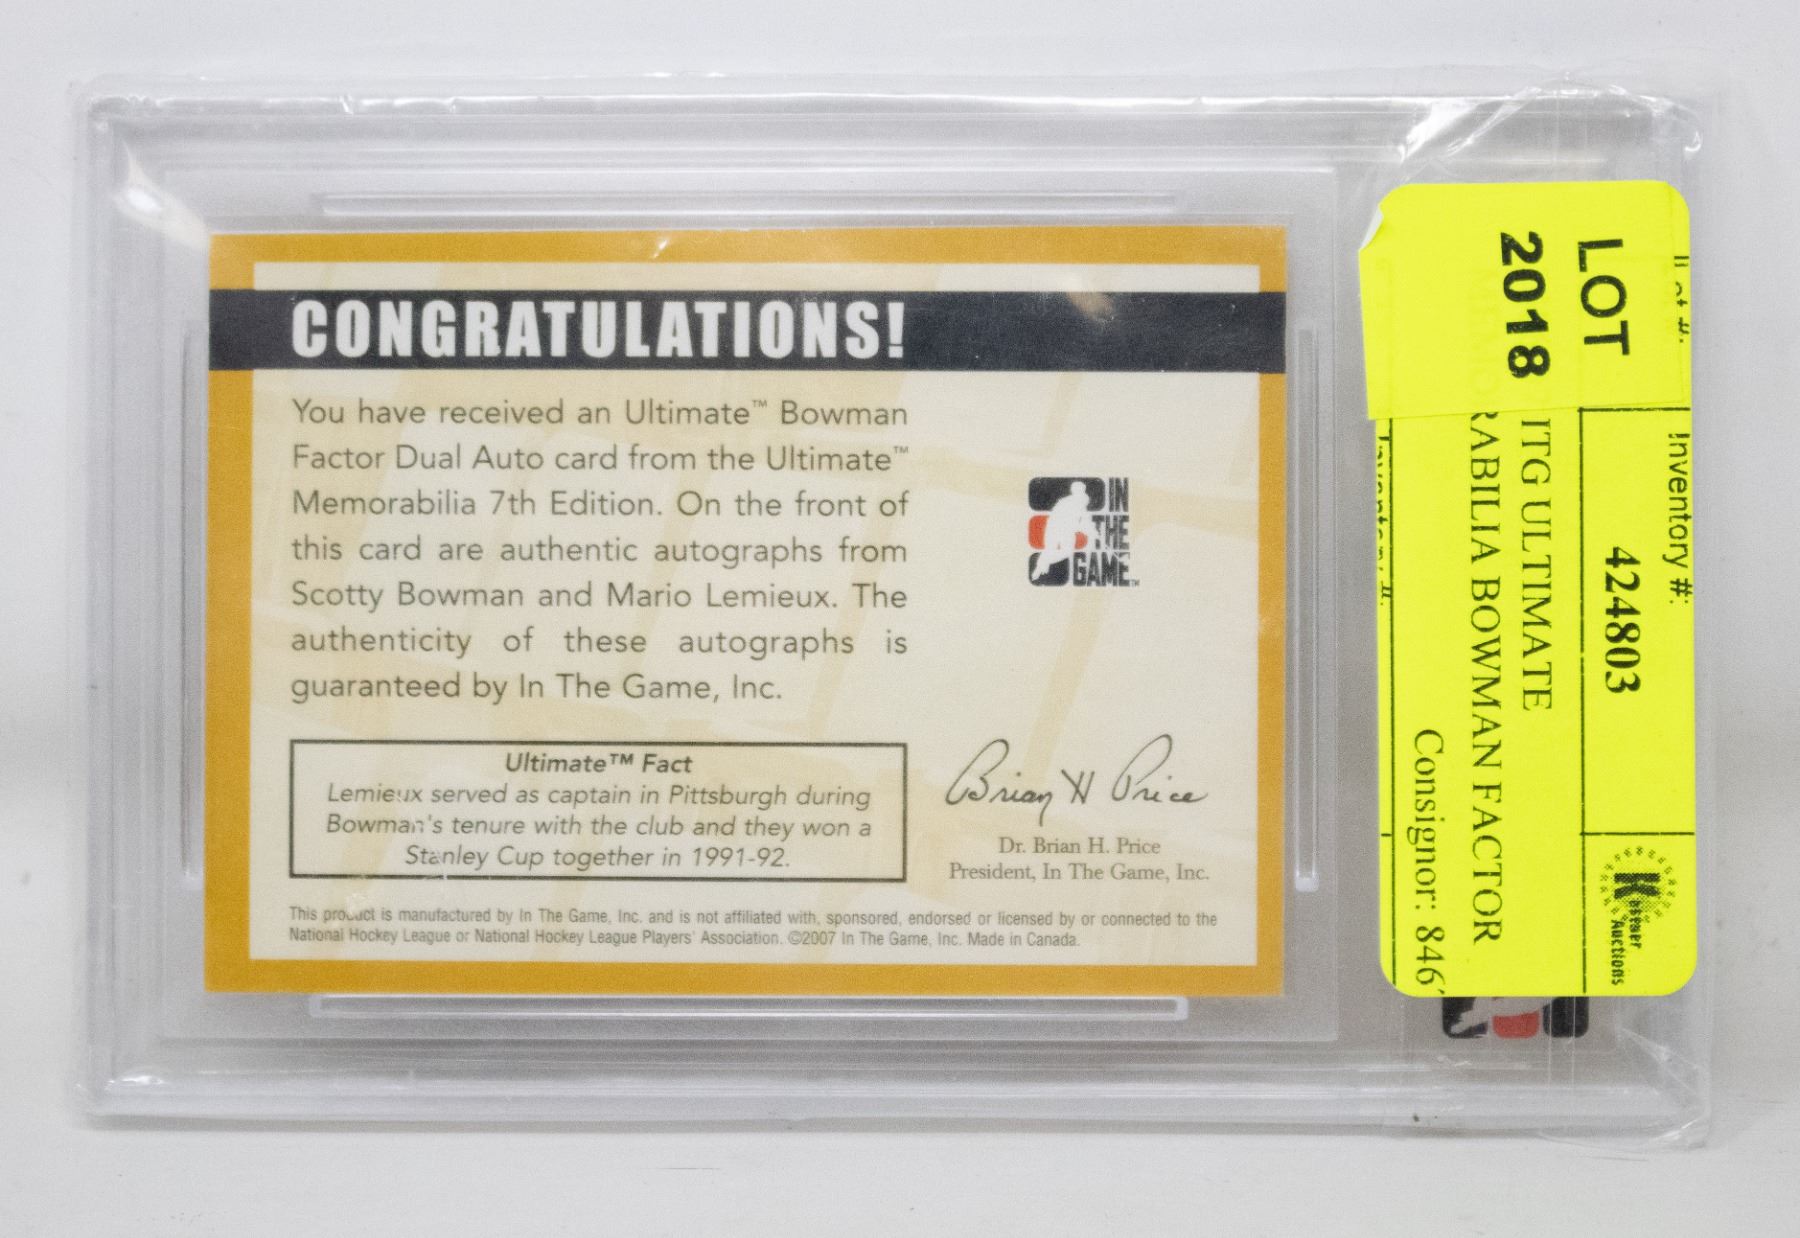 CONGRATULATIONS!
You have received an Ultimate™ Bowman
Factor Dual Auto card from the Ultimate™
Memorabilia 7th Edition. On the front of
this card are authentic autographs from
Scotty Bowman and Mario Lemieux. The
authenticity of these autographs is
guaranteed by In The Game, Inc.
IN
THE
GAME™
Ultimate™ Fact
Lemieux served as captain in Pittsburgh during
Bowman's tenure with the club and they won a
Stanley Cup together in 1991-92.
Brian H Price
Dr. Brian H. Price
President, In The Game, Inc.
This product is manufactured by In The Game, Inc. and is not affiliated with, sponsored, endorsed or licensed by or connected to the
National Hockey League or National Hockey League Players' Association. ©2007 In The Game, Inc. Made in Canada.
LOT
2018
Inventory #:
424803
ITG ULTIMATE
RABILIA BOWMAN FACTOR
Consignor: 846
Kastner
Auctions